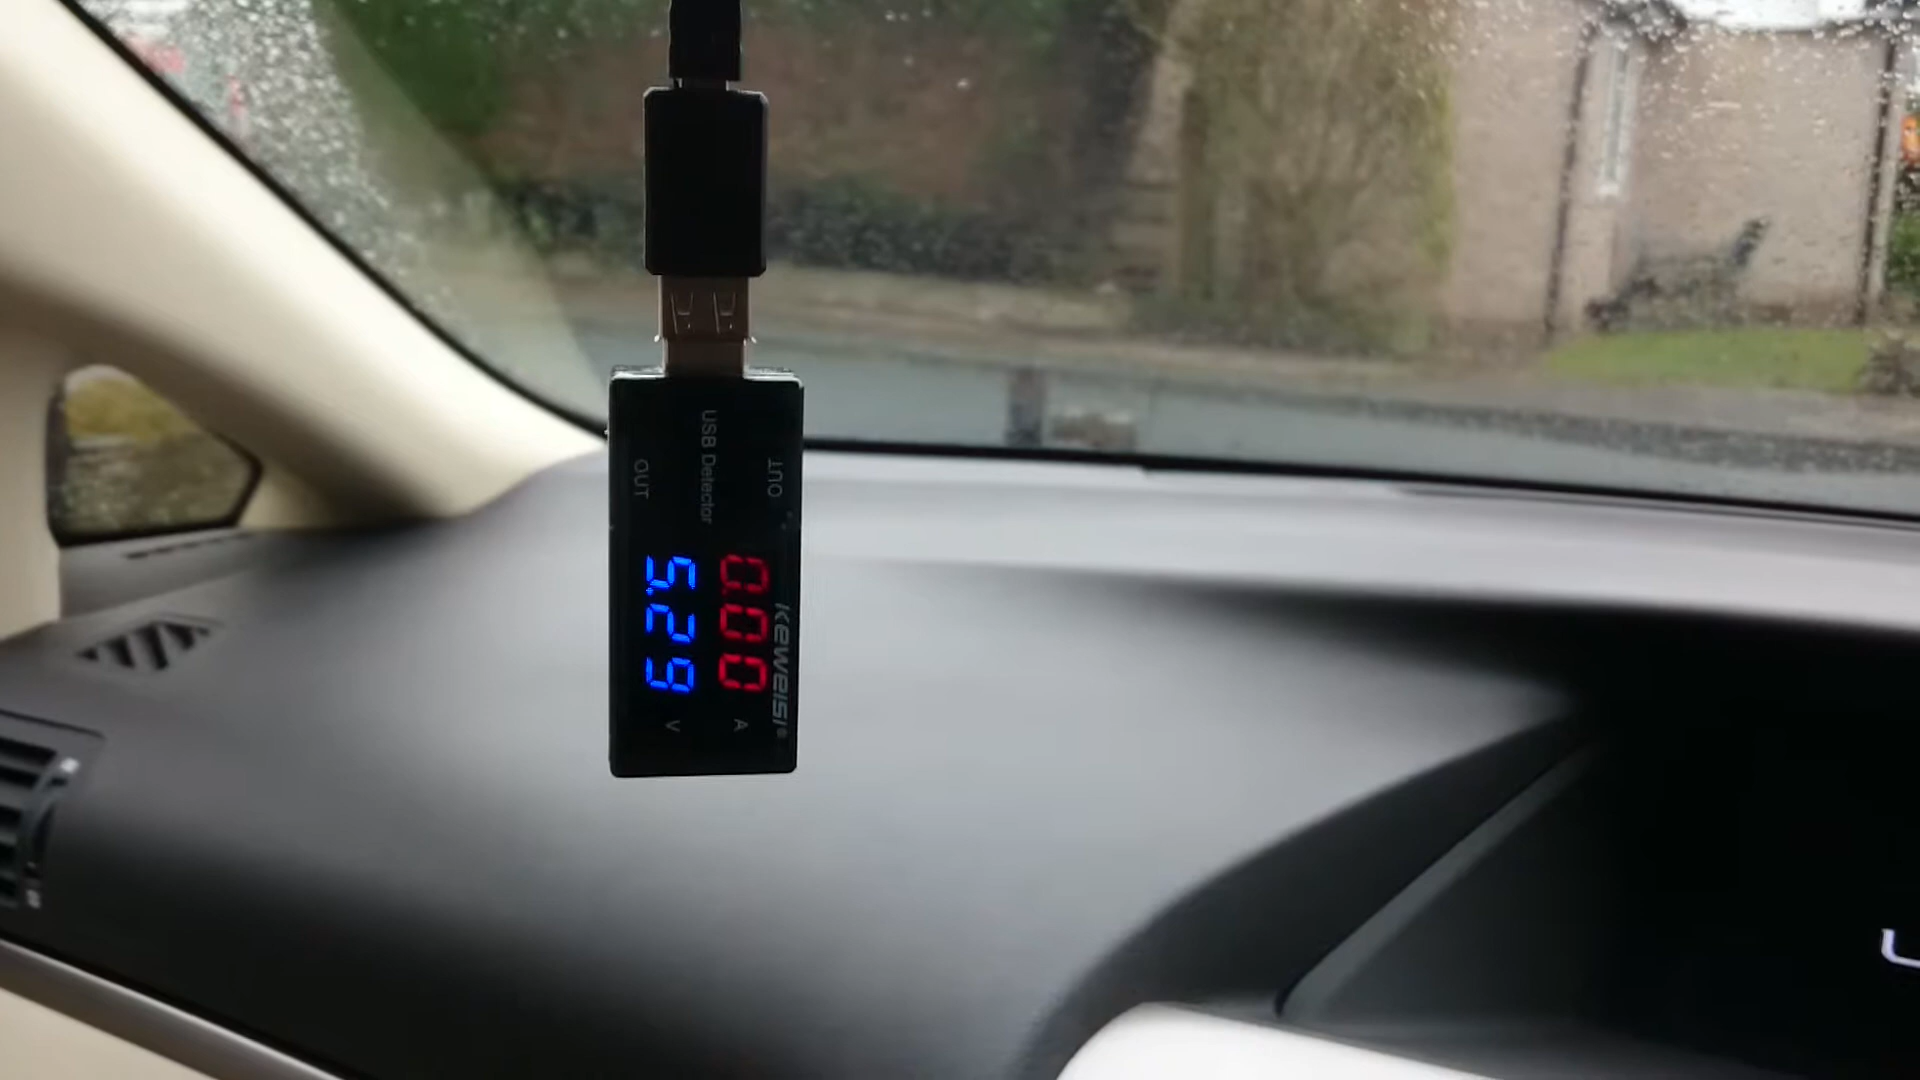 KEWEISI®
OUT
0.00 A
USB Detector
5.29 V
OUT